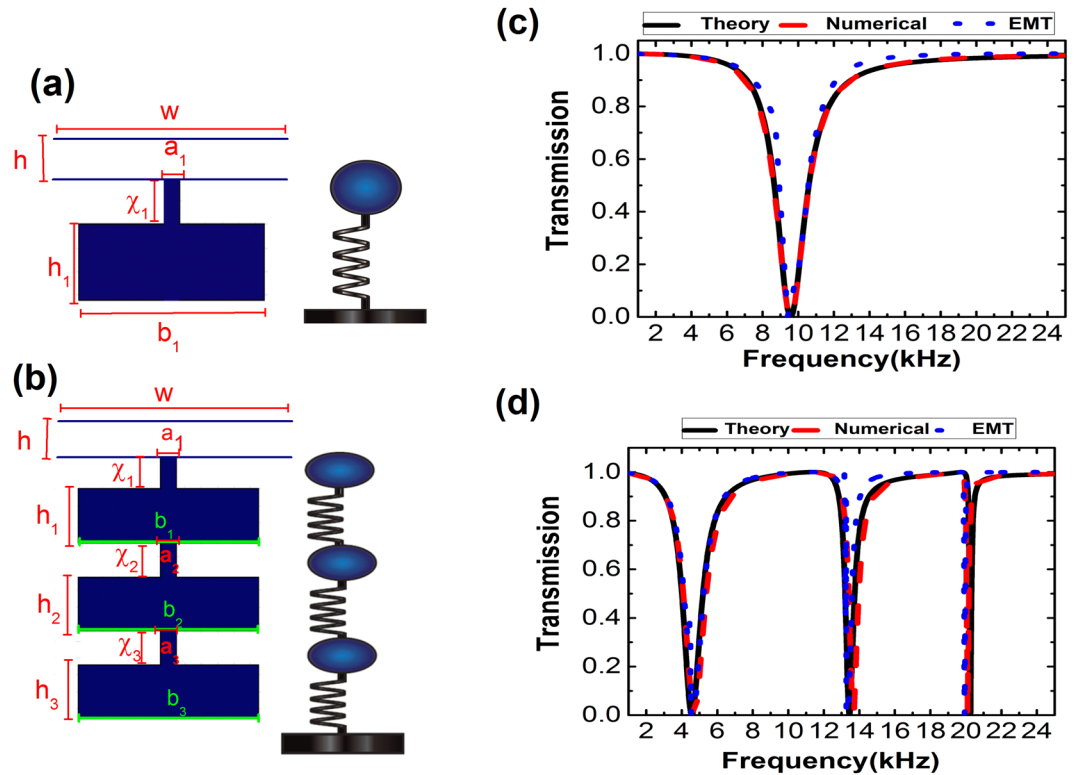 (a)
w
h
a1
χ1
h1
b1
(b)
w
h
a1
χ1
h1
b1
χ2
a2
h2
b2
χ3
a3
h3
b3
(c)
Theory Numerical EMT
Transmission
1.0
0.8
0.6
0.4
0.2
0.0
2 4 6 8 10 12 14 16 18 20 22 24
Frequency(kHz)
(d)
Theory Numerical EMT
Transmission
1.0
0.8
0.6
0.4
0.2
0.0
2 4 6 8 10 12 14 16 18 20 22 24
Frequency(kHz)